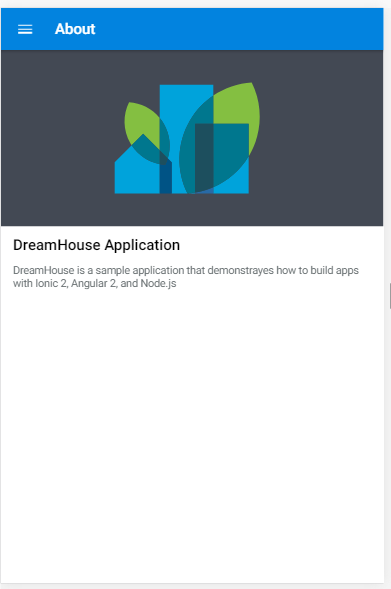 About
DreamHouse Application
DreamHouse is a sample application that demonstrayes how to build apps
with Ionic 2, Angular 2, and Node.js